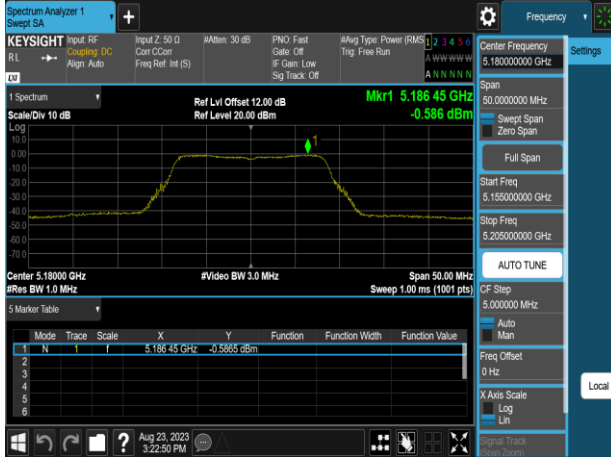 Spectrum Analyzer 1
Swept SA
Frequency
KEYSIGHT
RL
Input: RF
Coupling: DC
Align: Auto
Input Z: 50 Ω
Corr CCorr
Freq Ref: Int (S)
#Atten: 30 dB
PNO: Fast
Gate: Off
IF Gain: Low
Sig Track: Off
#Avg Type: Power (RMS
Trig: Free Run
1 2 3 4 5 6
A W W W W W
A N N N N N
LXI
1 Spectrum
Scale/Div 10 dB
Ref Lvl Offset 12.00 dB
Ref Level 20.00 dBm
Mkr1 5.186 45 GHz
-0.586 dBm
Log
10.0
0.00
-10.0
-20.0
-30.0
-40.0
-50.0
-60.0
-70.0
1
Center 5.18000 GHz
#Res BW 1.0 MHz
#Video BW 3.0 MHz
Span 50.00 MHz
Sweep 1.00 ms (1001 pts)
5 Marker Table
Mode Trace Scale X Y Function Function Width Function Value
1 N 1 f 5.186 45 GHz -0.5865 dBm
2
3
4
5
6
Aug 23, 2023
3:22:50 PM
?
Center Frequency
5.180000000 GHz
Settings
Span
50.0000000 MHz
Swept Span
Zero Span
Full Span
Start Freq
5.155000000 GHz
Stop Freq
5.205000000 GHz
AUTO TUNE
CF Step
5.000000 MHz
Auto
Man
Freq Offset
0 Hz
X Axis Scale
Log
Lin
Local
Signal Track
(Span Zoom)